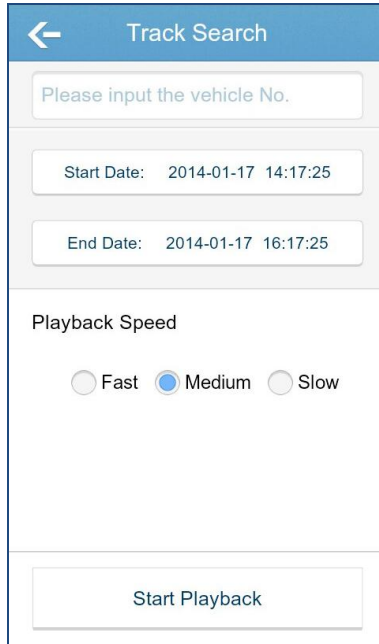 Track Search
Please input the vehicle No.
Start Date: 2014-01-17 14:17:25
End Date: 2014-01-17 16:17:25
Playback Speed
Fast Medium Slow
Start Playback